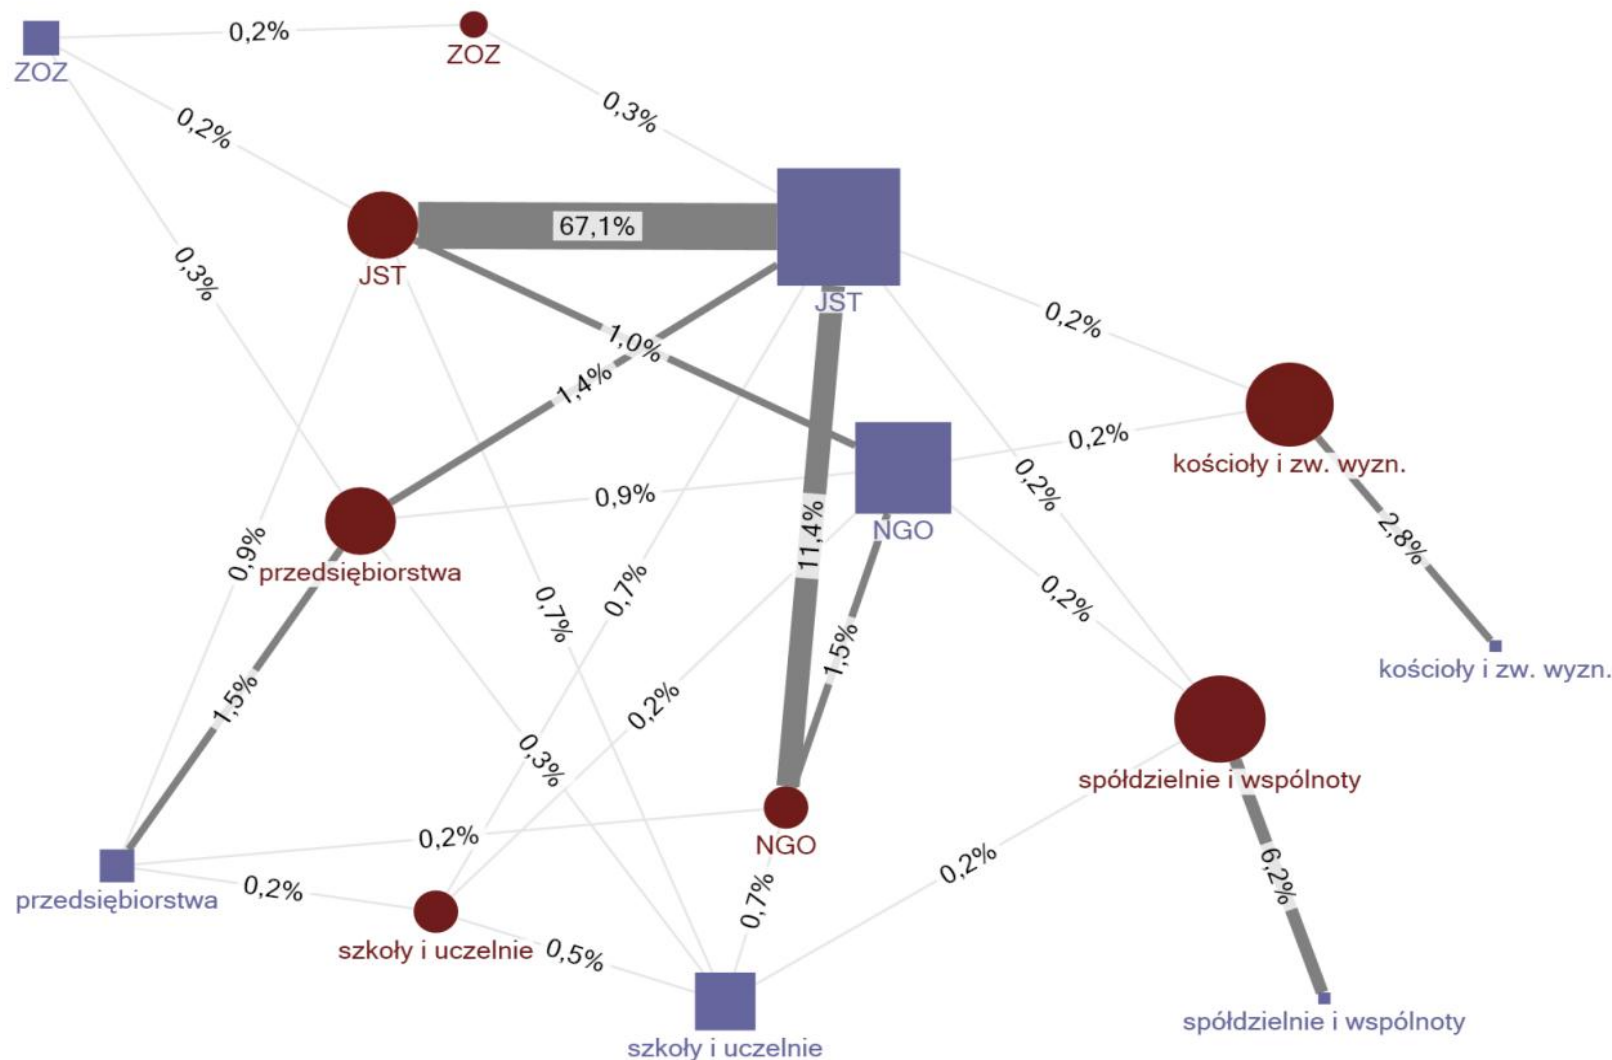 0,2%
ZOZ
ZOZ
0,3%
0,2%
67,1%
JST
0,3%
JST
0,2%
1,0%
1,4%
0,2%
kościoły i zw. wyzn.
0,2%
0,9%
NGO
11,4%
2,8%
0,9%
przedsiębiorstwa
0,7%
0,7%
0,2%
1,5%
kościoły i zw. wyzn.
1,5%
0,2%
0,3%
spółdzielnie i wspólnoty
0,2%
NGO
0,2%
6,2%
0,2%
przedsiębiorstwa
0,7%
szkoły i uczelnie
0,5%
spółdzielnie i wspólnoty
szkoły i uczelnie